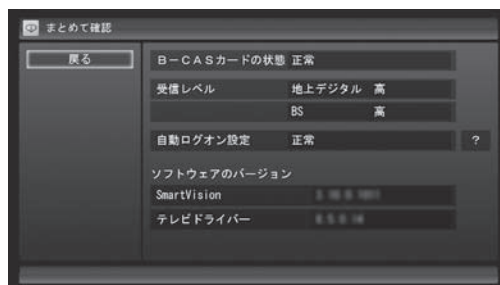 まとめて確認
戻る
B-CASカードの状態 正常
受信レベル 地上デジタル 高
BS 高
自動ログオン設定 正常 ?
ソフトウェアのバージョン
SmartVision
テレビドライバー